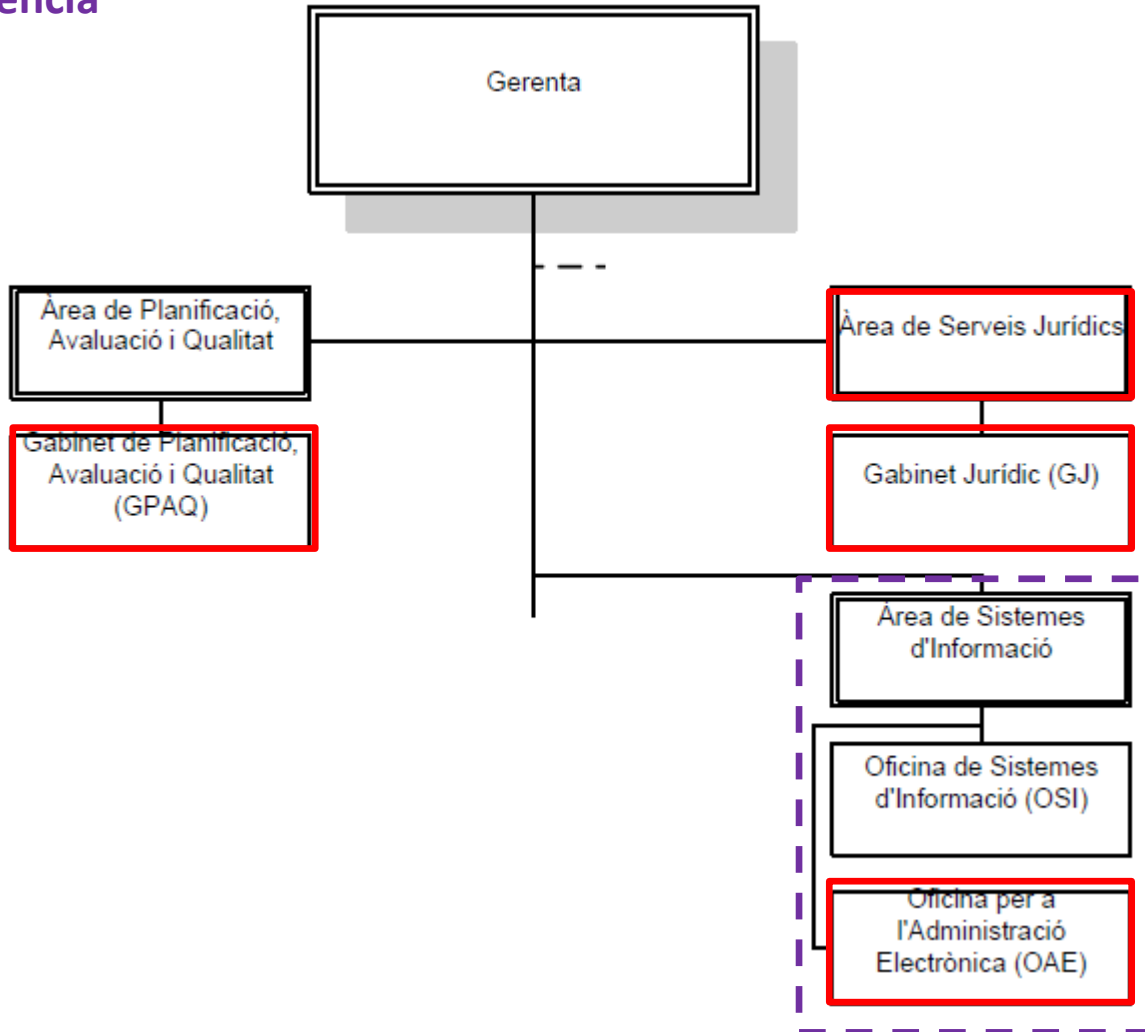 Gerenta
Àrea de Planificació,
Avaluació i Qualitat
Àrea de Serveis Jurídics
Gabinet de Planificació,
Avaluació i Qualitat
(GPAQ)
Gabinet Jurídic (GJ)
Àrea de Sistemes
d'Informació
Oficina de Sistemes
d'Informació (OSI)
Oficina per a
l'Administració
Electrònica (OAE)